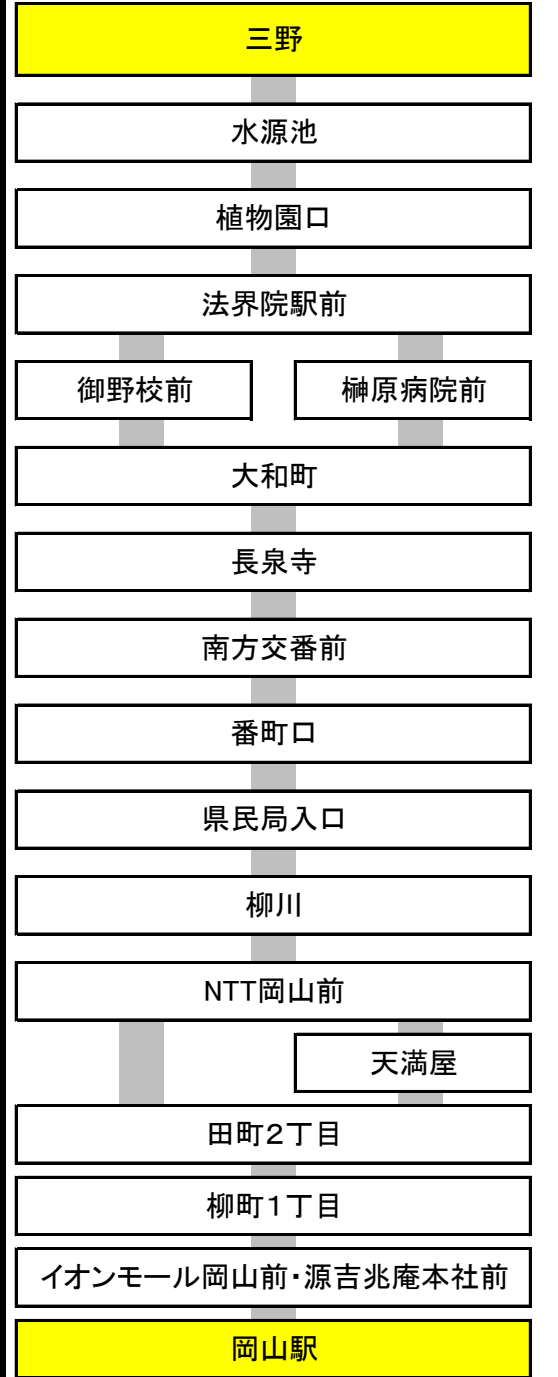 三野
水源池
植物園口
法界院駅前
御野校前
榊原病院前
大和町
長泉寺
南方交番前
番町口
県民局入口
柳川
NTT岡山前
天満屋
田町２丁目
柳町１丁目
イオンモール岡山前・源吉兆庵本社前
岡山駅